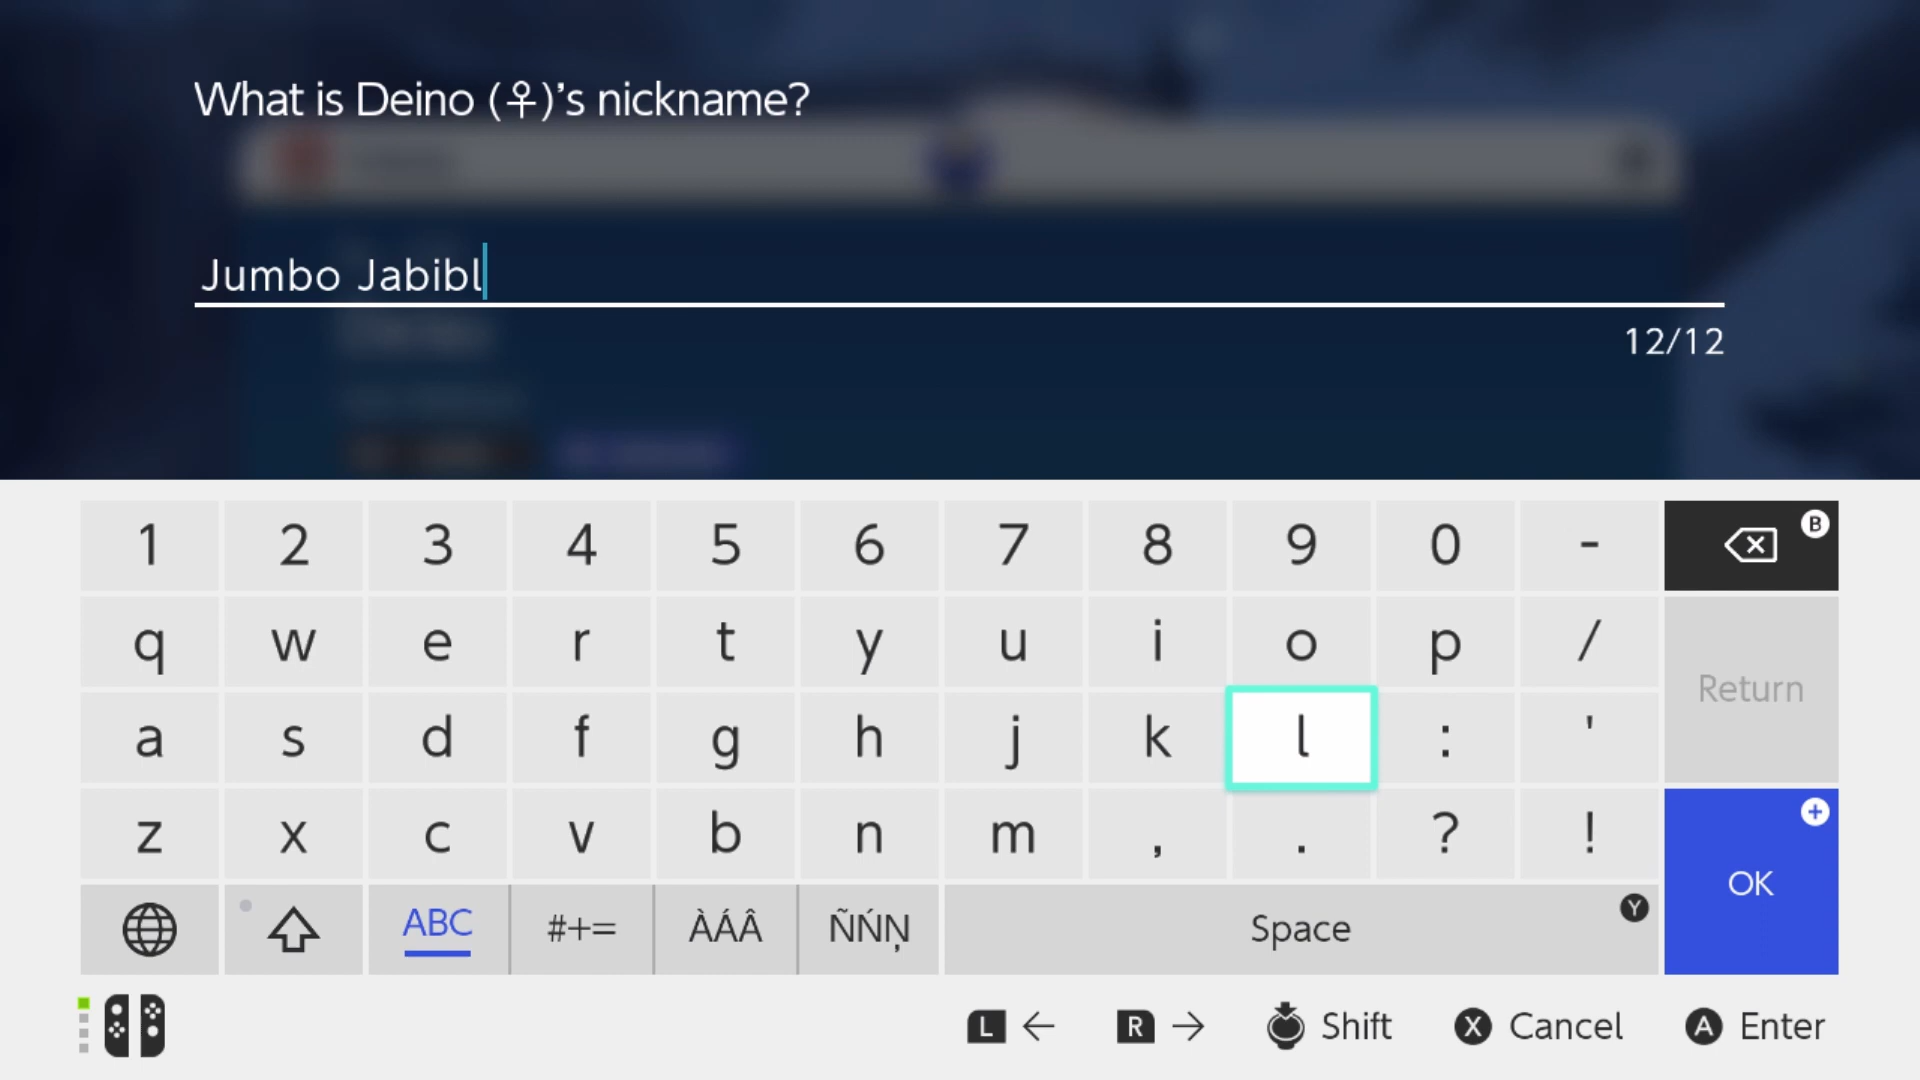 What is Deino (♀)'s nickname?
Jumbo Jabibl
12/12
1 2 3 4 5 6 7 8 9 0 - B
q w e r t y u i o p / Return
a s d f g h j k l : '
z x c v b n m , . ? ! + OK
ABC #+= ÀÁÂ ÑŃŅ Space Y
L ← R → Shift X Cancel A Enter